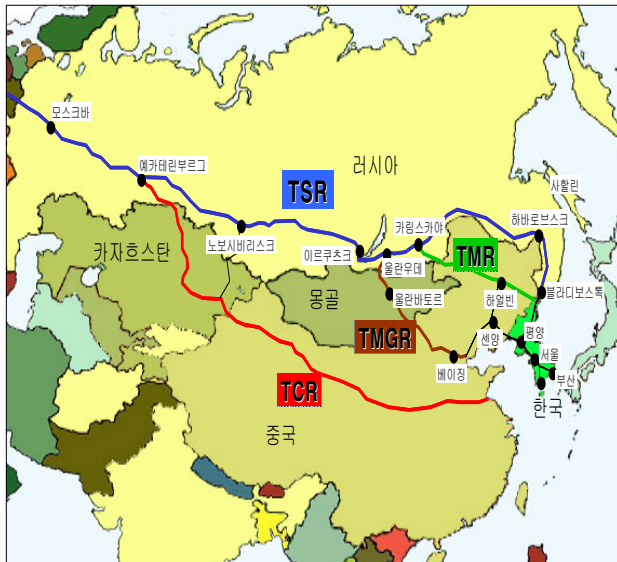 모스크바
예카테린부르그
러시아
TSR
사할린
카림스카야
하바로브스크
카자흐스탄
노보시비리스크
이르쿠츠크
TMR
울란우데
몽골
울란바토르
하얼빈
블라디보스톡
TMGR
센양
평양
베이징
서울
TCR
부산
한국
중국